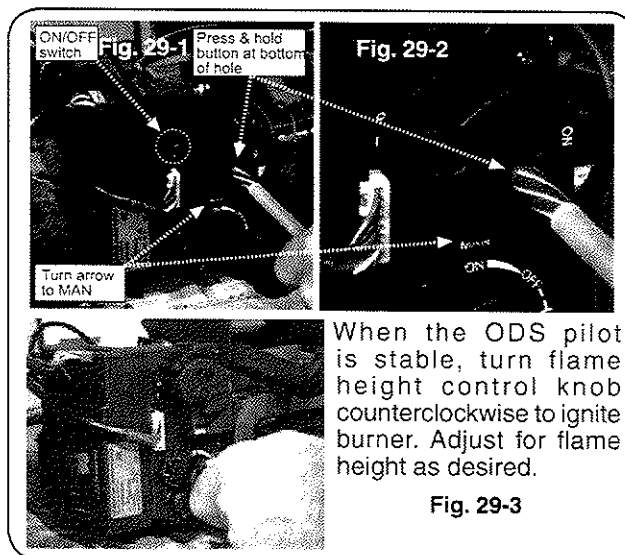 ON/OFF
switch
Fig. 29-1
Press & hold
button at bottom
of hole
Fig. 29-2
ON
MAN
ON
OFF
Turn arrow
to MAN
When the ODS pilot
is stable, turn flame
height control knob
counterclockwise to ignite
burner. Adjust for flame
height as desired.
Fig. 29-3